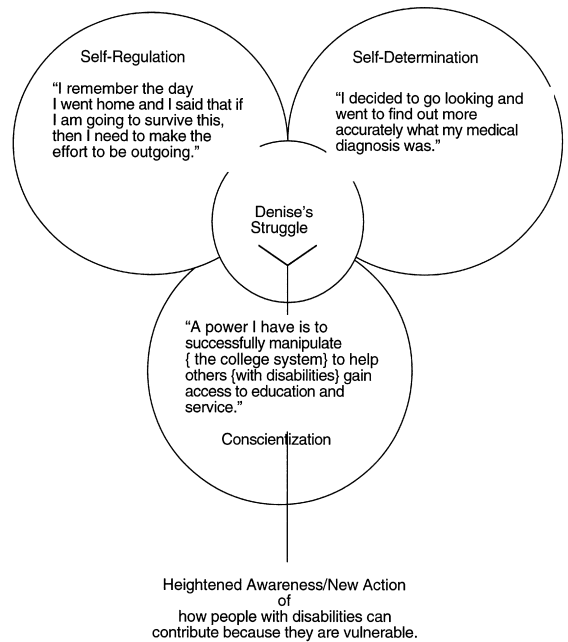 Self-Regulation
“I remember the day
I went home and I said that if
I am going to survive this,
then I need to make the
effort to be outgoing.”
Self-Determination
“I decided to go looking and
went to find out more
accurately what my medical
diagnosis was.”
Denise’s
Struggle
“A power I have is to
successfully manipulate
{ the college system} to help
others {with disabilities} gain
access to education and
service.”
Conscientization
Heightened Awareness/New Action
of
how people with disabilities can
contribute because they are vulnerable.